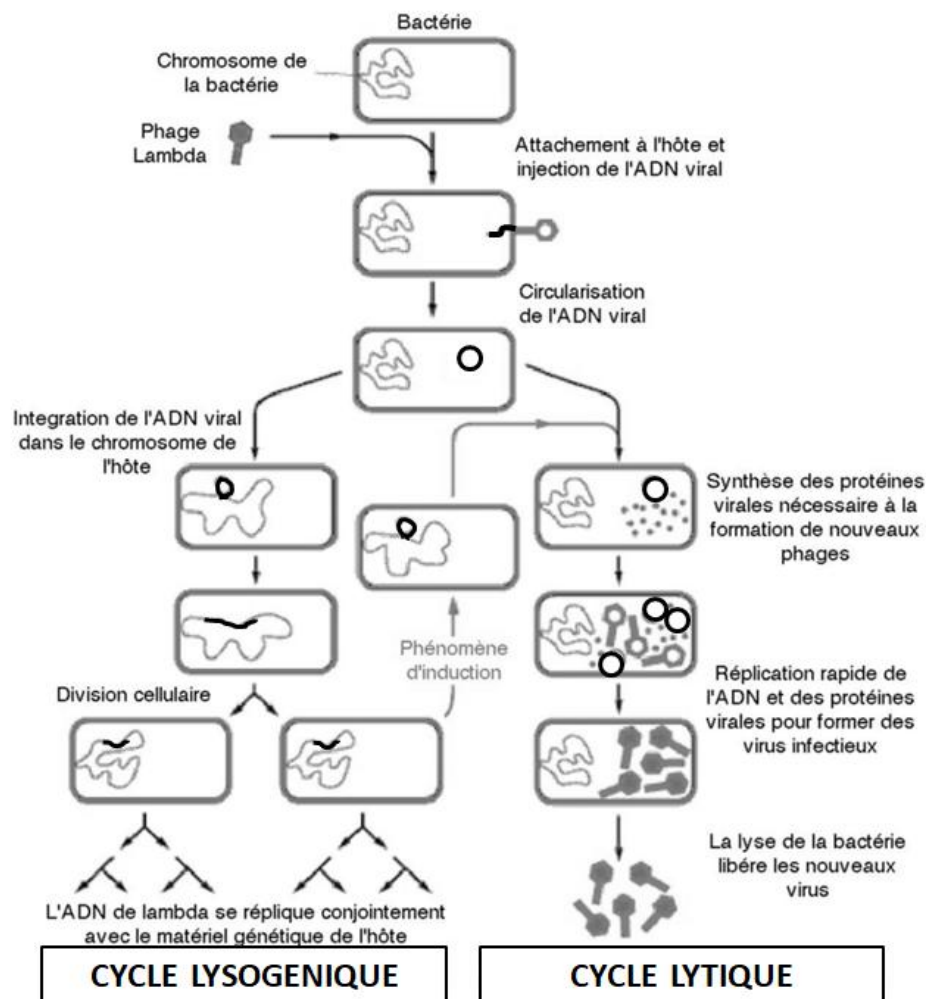 Bactérie
Chromosome de
la bactérie
Phage
Lambda
Attachement à l'hôte et
injection de l'ADN viral
Circularisation
de l'ADN viral
Integration de l'ADN viral
dans le chromosome de
l'hôte
Synthèse des protéines
virales nécessaire à la
formation de nouveaux
phages
Phénomène
d'induction
Division cellulaire
Réplication rapide de
l'ADN et des protéines
virales pour former des
virus infectieux
La lyse de la bactérie
libére les nouveaux
virus
L'ADN de lambda se réplique conjointement
avec le matériel génétique de l'hôte
CYCLE LYSOGENIQUE
CYCLE LYTIQUE